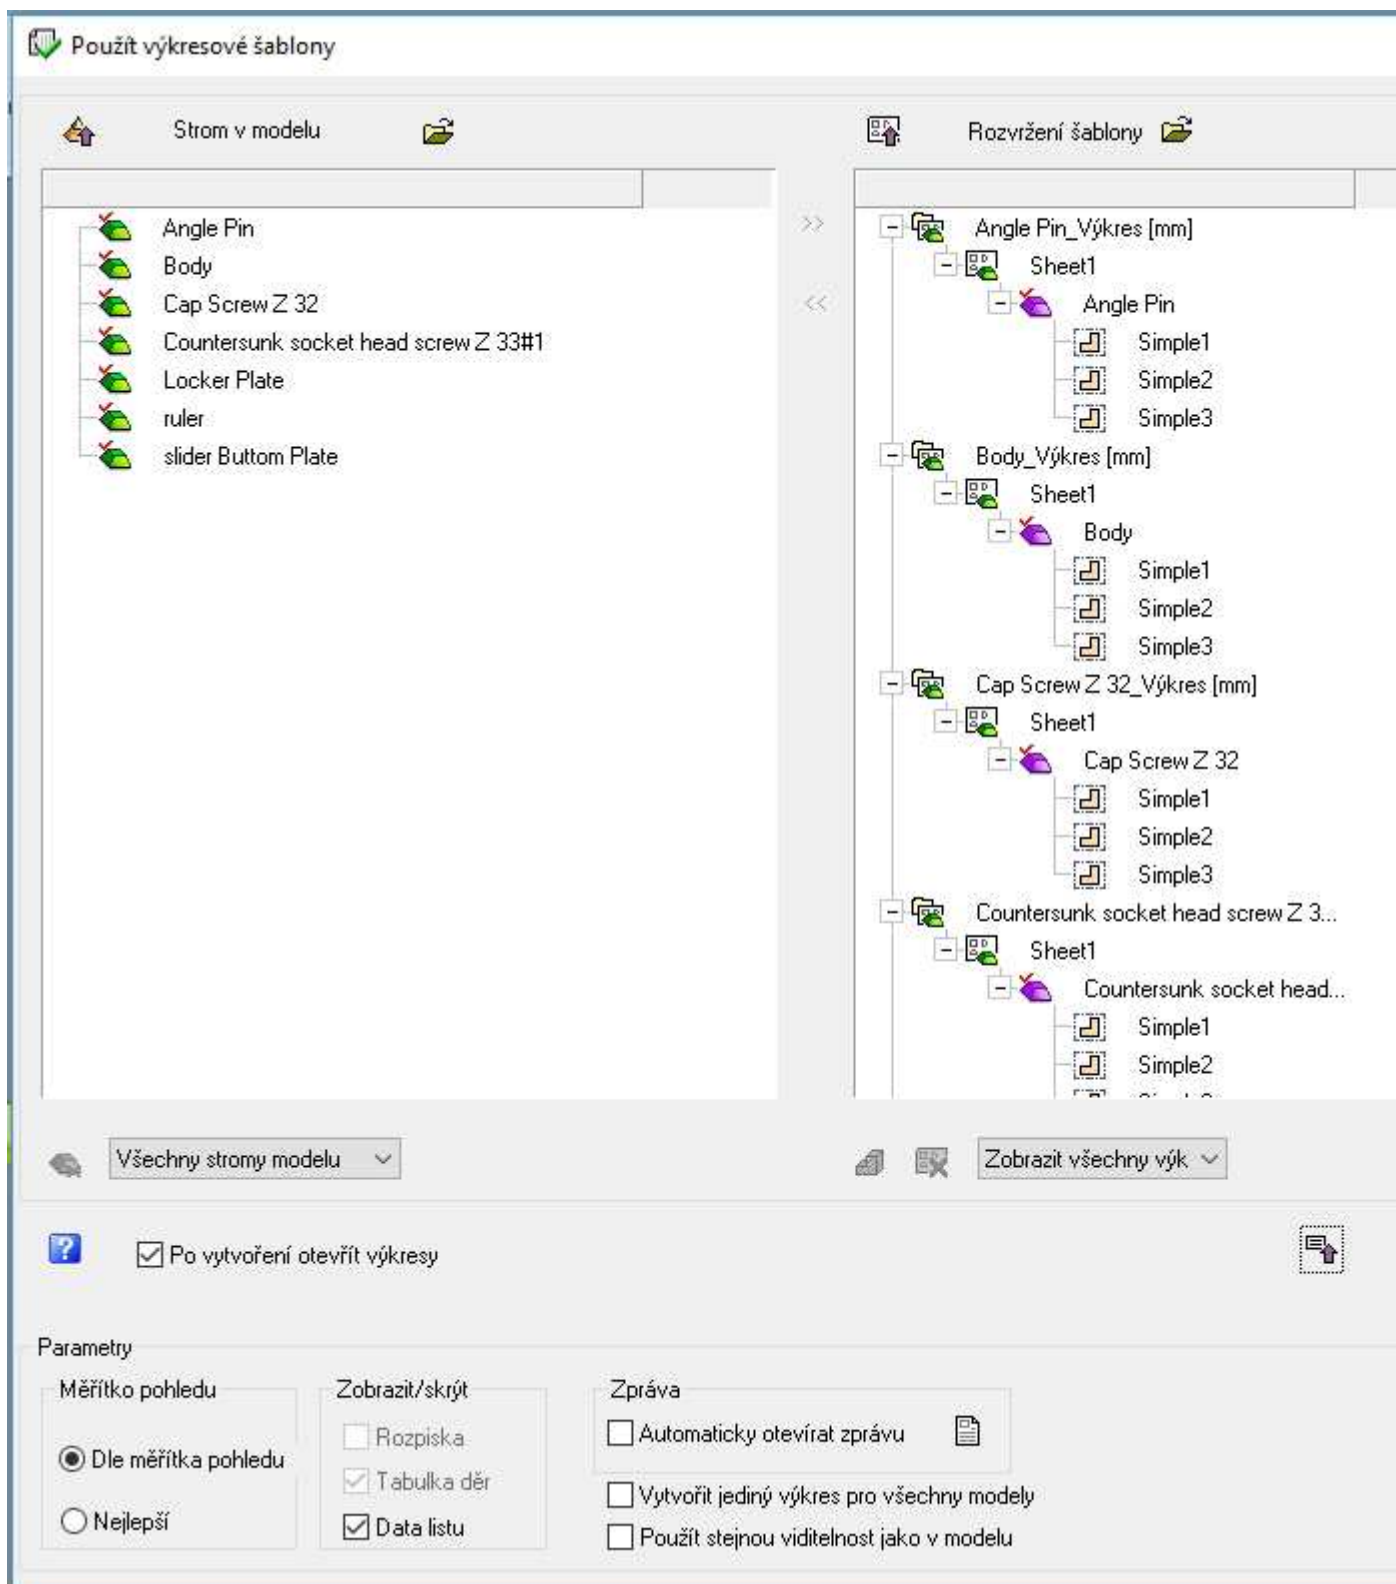 Použít výkresové šablony
Strom v modelu
Rozvržení šablony
Angle Pin
Body
Cap Screw Z 32
Countersunk socket head screw Z 33#1
Locker Plate
ruler
slider Buttom Plate
>>
<<
Angle Pin_Výkres [mm]
Sheet1
Angle Pin
Simple1
Simple2
Simple3
Body_Výkres [mm]
Sheet1
Body
Simple1
Simple2
Simple3
Cap Screw Z 32_Výkres [mm]
Sheet1
Cap Screw Z 32
Simple1
Simple2
Simple3
Countersunk socket head screw Z 3...
Sheet1
Countersunk socket head...
Simple1
Simple2
Všechny stromy modelu
Zobrazit všechny výk
Po vytvoření otevřít výkresy
Parametry
Měřítko pohledu
Dle měřítka pohledu
Nejlepší
Zobrazit/skrýt
Rozpiska
Tabulka děr
Data listu
Zpráva
Automaticky otevírat zprávu
Vytvořit jediný výkres pro všechny modely
Použít stejnou viditelnost jako v modelu